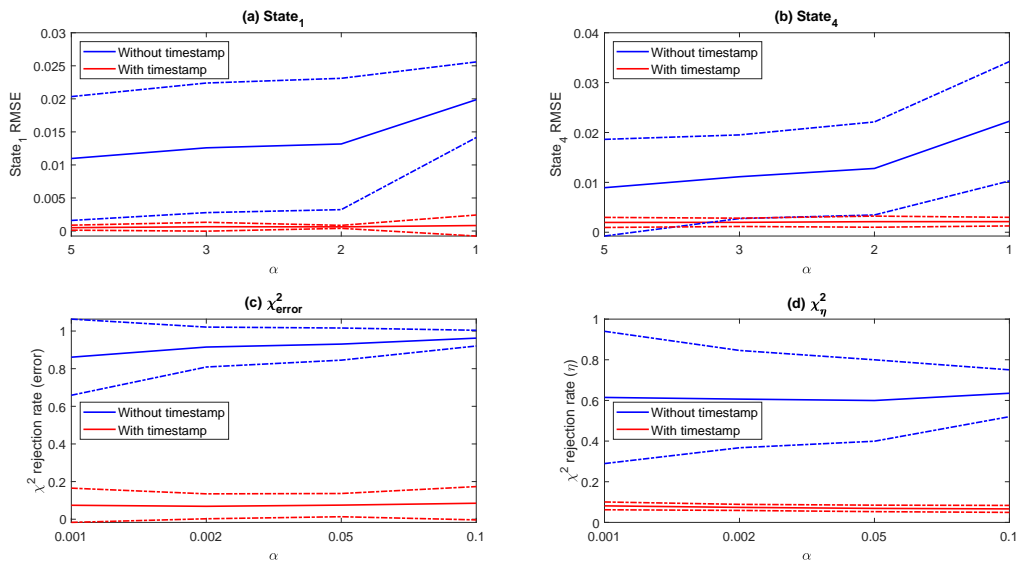 (a) State₁
State₁ RMSE
0.03
0.025
0.02
0.015
0.01
0.005
0
Without timestamp
With timestamp
5 3 2 1
α
(b) State₄
State₄ RMSE
0.04
0.03
0.02
0.01
0
Without timestamp
With timestamp
5 3 2 1
α
(c) χ²error
χ² rejection rate (error)
1
0.8
0.6
0.4
0.2
0
Without timestamp
With timestamp
0.001 0.002 0.05 0.1
α
(d) χ²η
χ² rejection rate (η)
1
0.8
0.6
0.4
0.2
0
Without timestamp
With timestamp
0.001 0.002 0.05 0.1
α